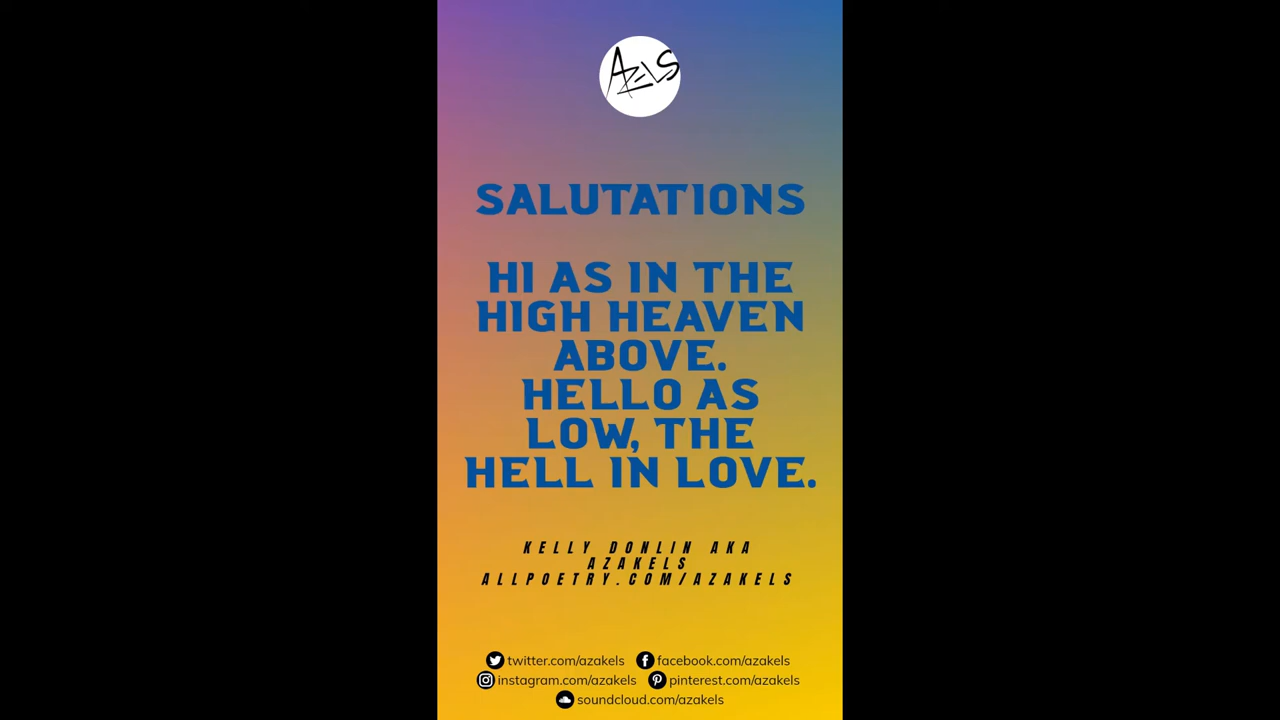 AZELS
SALUTATIONS
HI AS IN THE
HIGH HEAVEN
ABOVE.
HELLO AS
LOW, THE
HELL IN LOVE.
KELLY DONLIN AKA
AZAKELS
ALLPOETRY.COM/AZAKELS
twitter.com/azakels facebook.com/azakels
instagram.com/azakels pinterest.com/azakels
soundcloud.com/azakels